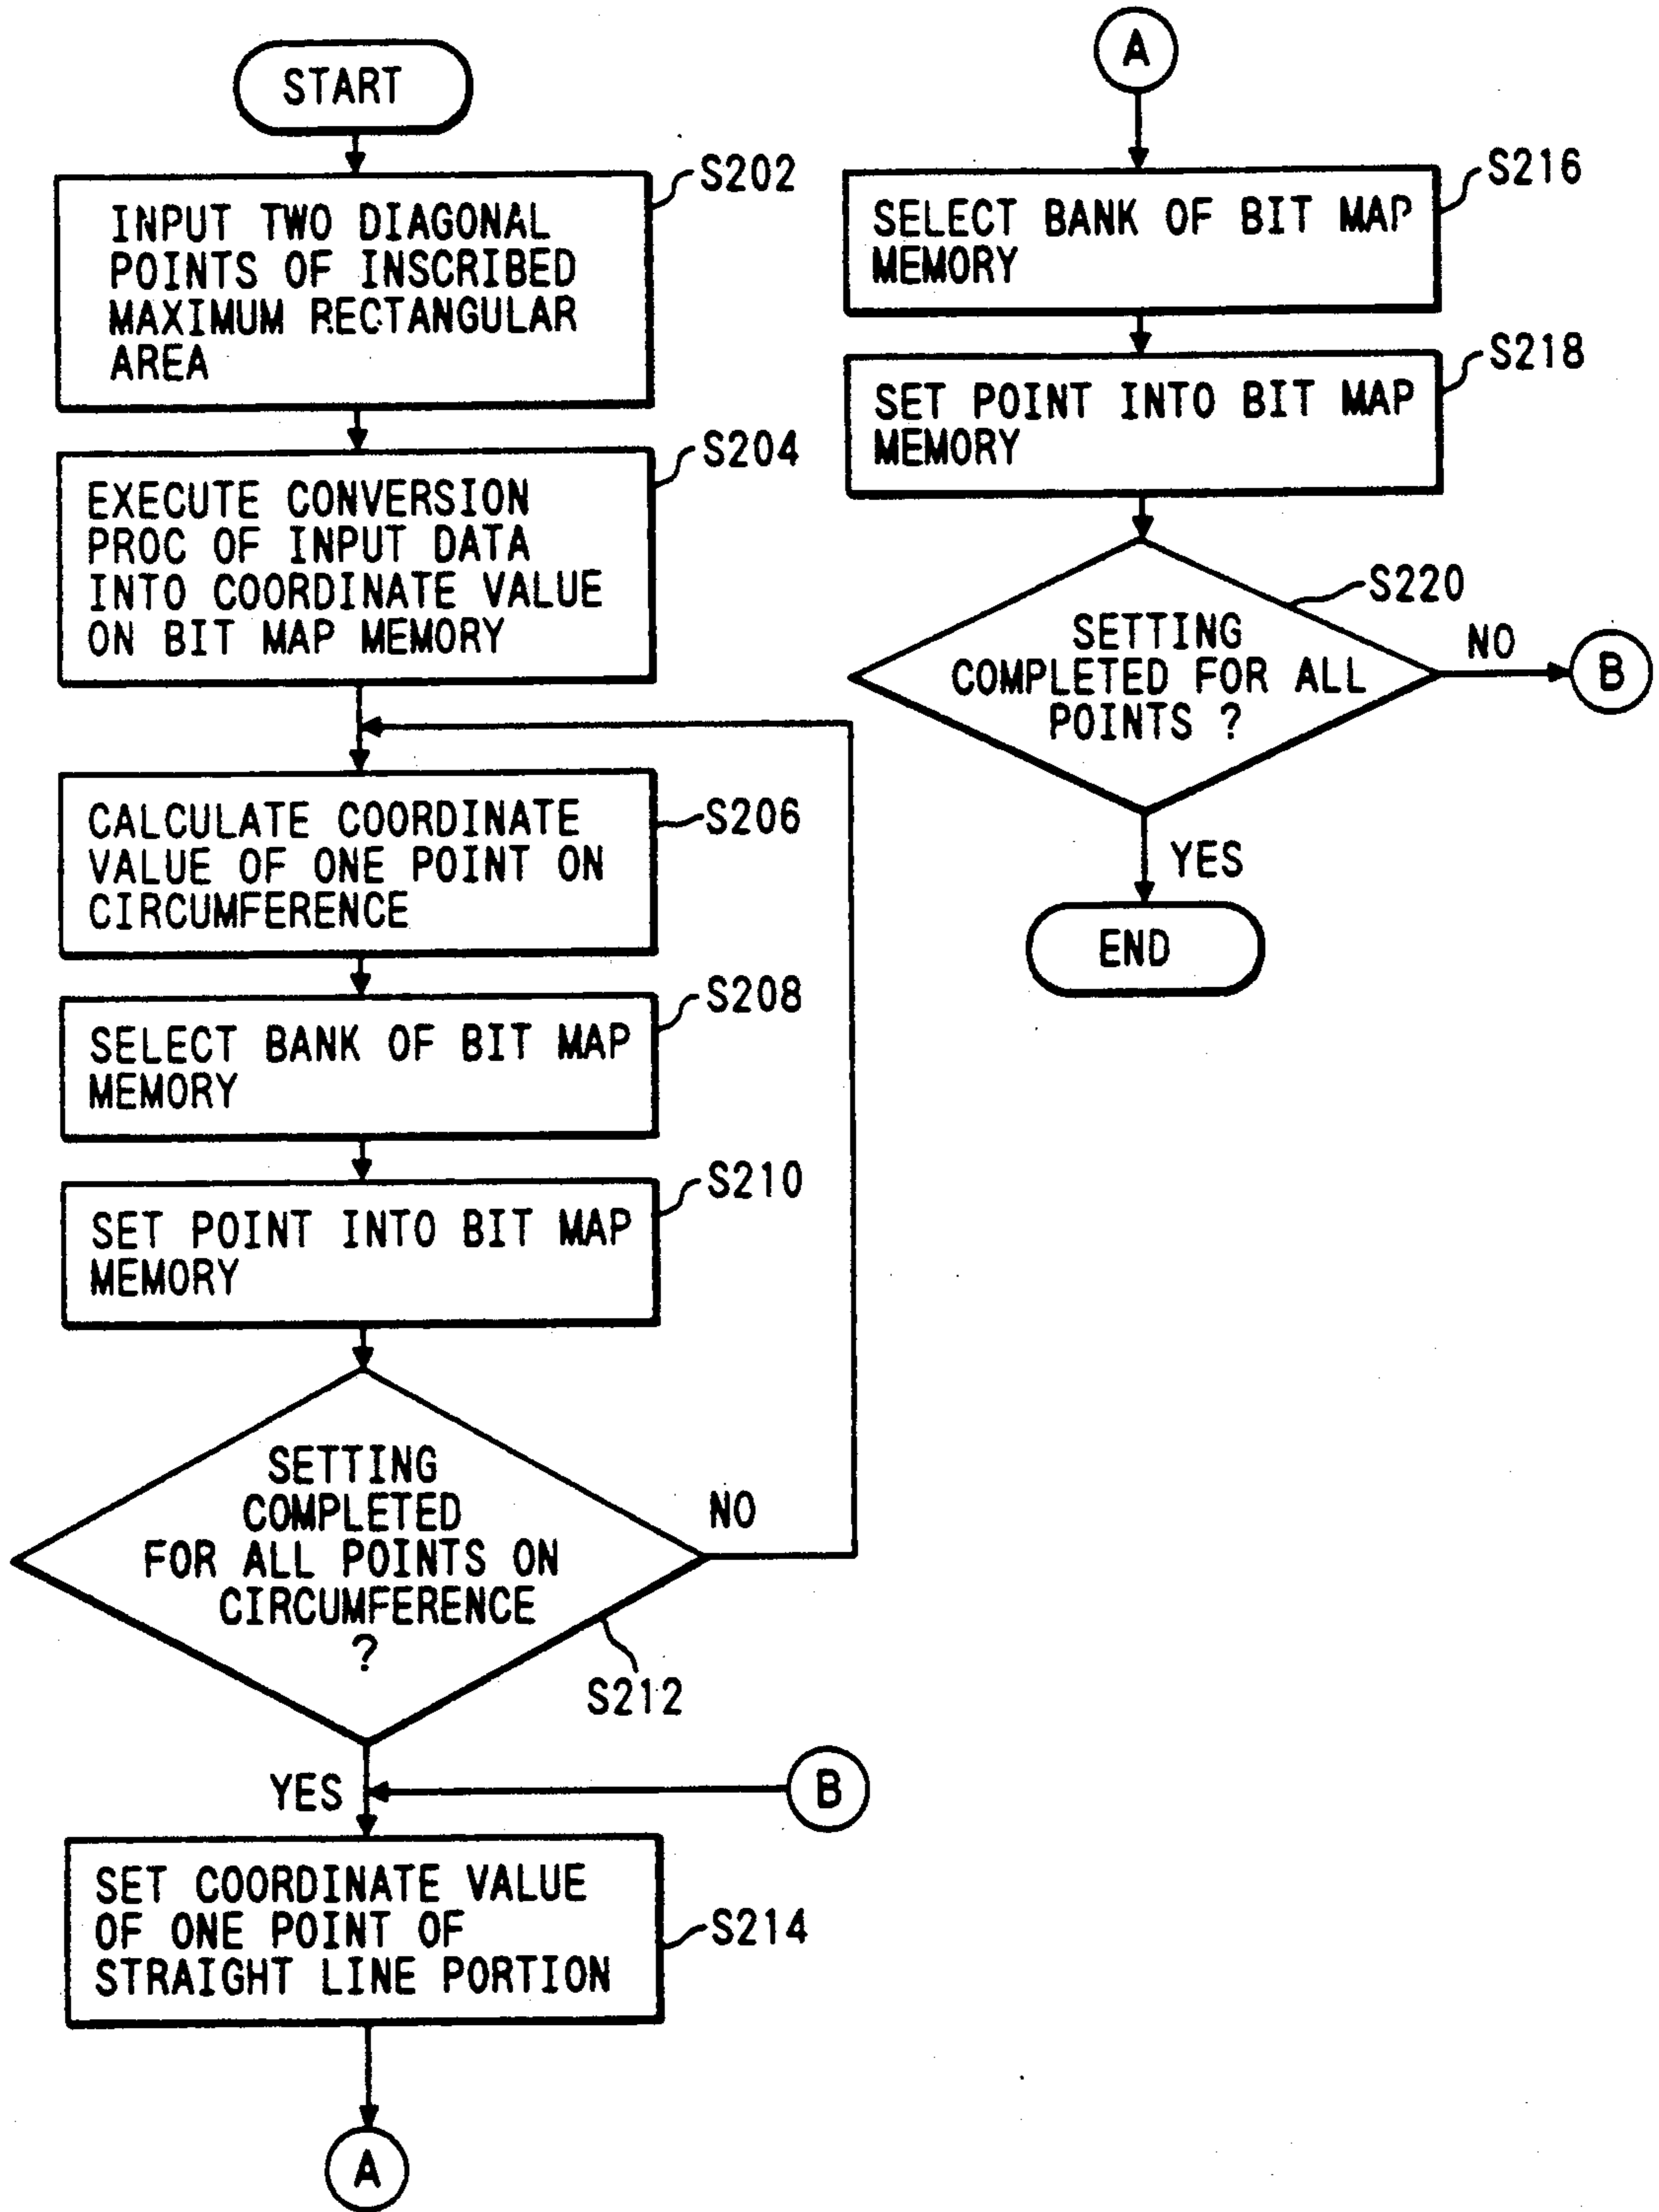 START
S202
INPUT TWO DIAGONAL
POINTS OF INSCRIBED
MAXIMUM RECTANGULAR
AREA
S204
EXECUTE CONVERSION
PROC OF INPUT DATA
INTO COORDINATE VALUE
ON BIT MAP MEMORY
CALCULATE COORDINATE
VALUE OF ONE POINT ON
CIRCUMFERENCE
S206
S208
SELECT BANK OF BIT MAP
MEMORY
S210
SET POINT INTO BIT MAP
MEMORY
SETTING
COMPLETED
FOR ALL POINTS ON
CIRCUMFERENCE
?
NO
S212
YES
B
SET COORDINATE VALUE
OF ONE POINT OF
STRAIGHT LINE PORTION
S214
A
A
S216
SELECT BANK OF BIT MAP
MEMORY
S218
SET POINT INTO BIT MAP
MEMORY
S220
SETTING
COMPLETED FOR ALL
POINTS ?
NO
B
YES
END